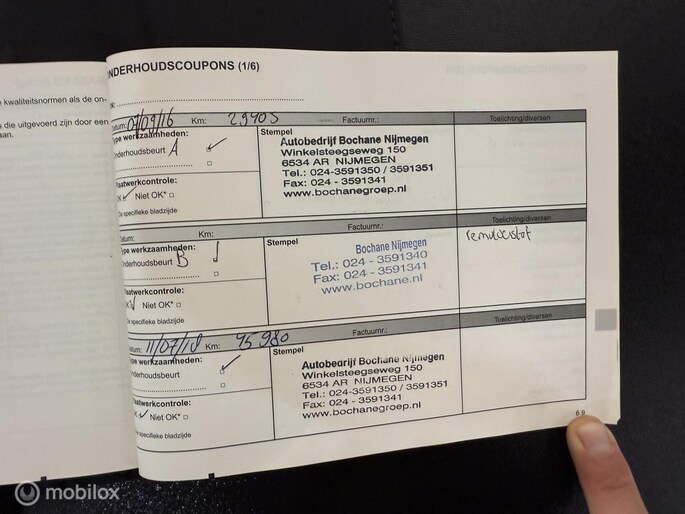 NDERHOUDSCOUPONS (1/6)
e kwaliteitsnormen als de on-
s die uitgevoerd zijn door een
aan.
Datum: 07/09/16 Km: 29405 Factuurnr.: Toelichting/diversen
Type werkzaamheden:
Onderhoudsbeurt A
Plaatwerkcontrole:
OK Niet OK*
Zie specifieke bladzijde
Stempel
Autobedrijf Bochane Nijmegen
Winkelsteegseweg 150
6534 AR NIJMEGEN
Tel.: 024-3591350 / 3591351
Fax: 024 - 3591341
www.bochanegroep.nl
Datum: Km: Factuurnr.: Toelichting/diversen
Type werkzaamheden:
Onderhoudsbeurt B
Plaatwerkcontrole:
OK Niet OK*
Zie specifieke bladzijde
Stempel
Bochane Nijmegen
Tel.: 024 - 3591340
Fax: 024 - 3591341
www.bochane.nl
remvloeistof
Datum: 11/07/18 Km: 45980 Factuurnr.: Toelichting/diversen
Type werkzaamheden:
Onderhoudsbeurt
Plaatwerkcontrole:
OK Niet OK*
Zie specifieke bladzijde
Stempel
Autobedrijf Bochane Nijmegen
Winkelsteegseweg 150
6534 AR NIJMEGEN
Tel.: 024-3591350 / 3591351
Fax: 024 - 3591341
www.bochanegroep.nl
6.9
mobilox